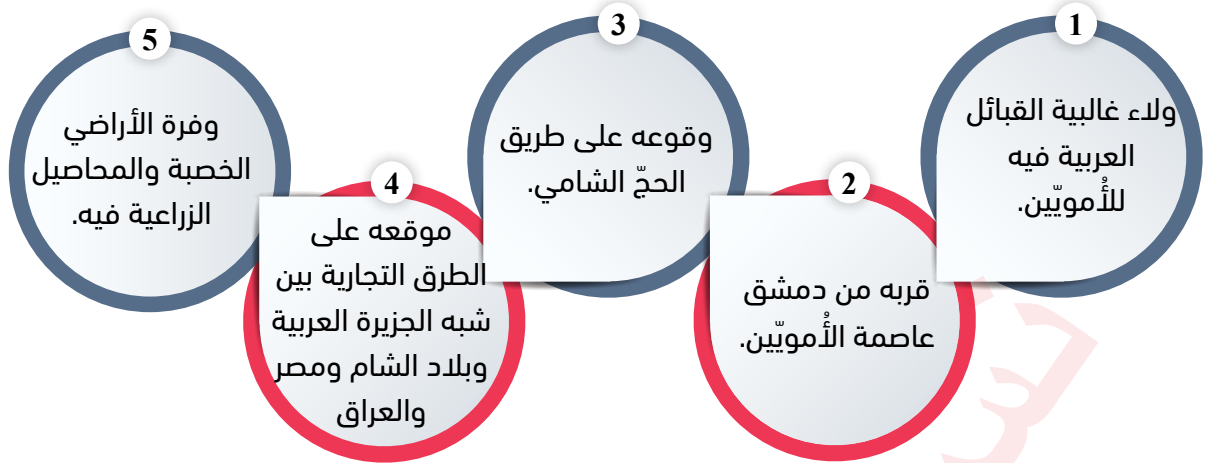 1
ولاء غالبية القبائل
العربية فيه
للأُمويّين.
2
قربه من دمشق
عاصمة الأُمويّين.
3
وقوعه على طريق
الحجّ الشامي.
4
موقعه على
الطرق التجارية بين
شبه الجزيرة العربية
وبلاد الشام ومصر
والعراق
5
وفرة الأراضي
الخصبة والمحاصيل
الزراعية فيه.